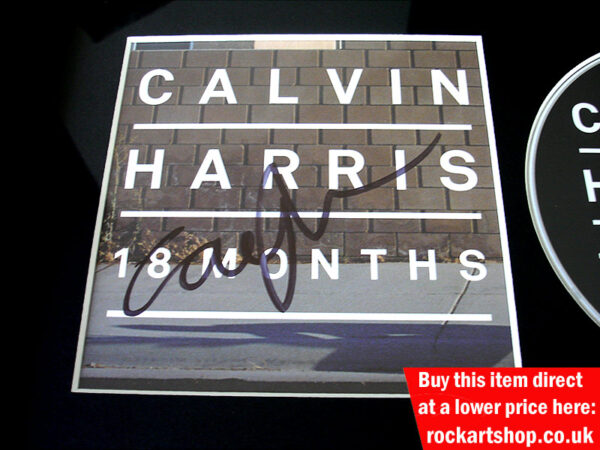 CALVIN
HARRIS
18 MONTHS
C
H
Buy this item direct
at a lower price here:
rockartshop.co.uk